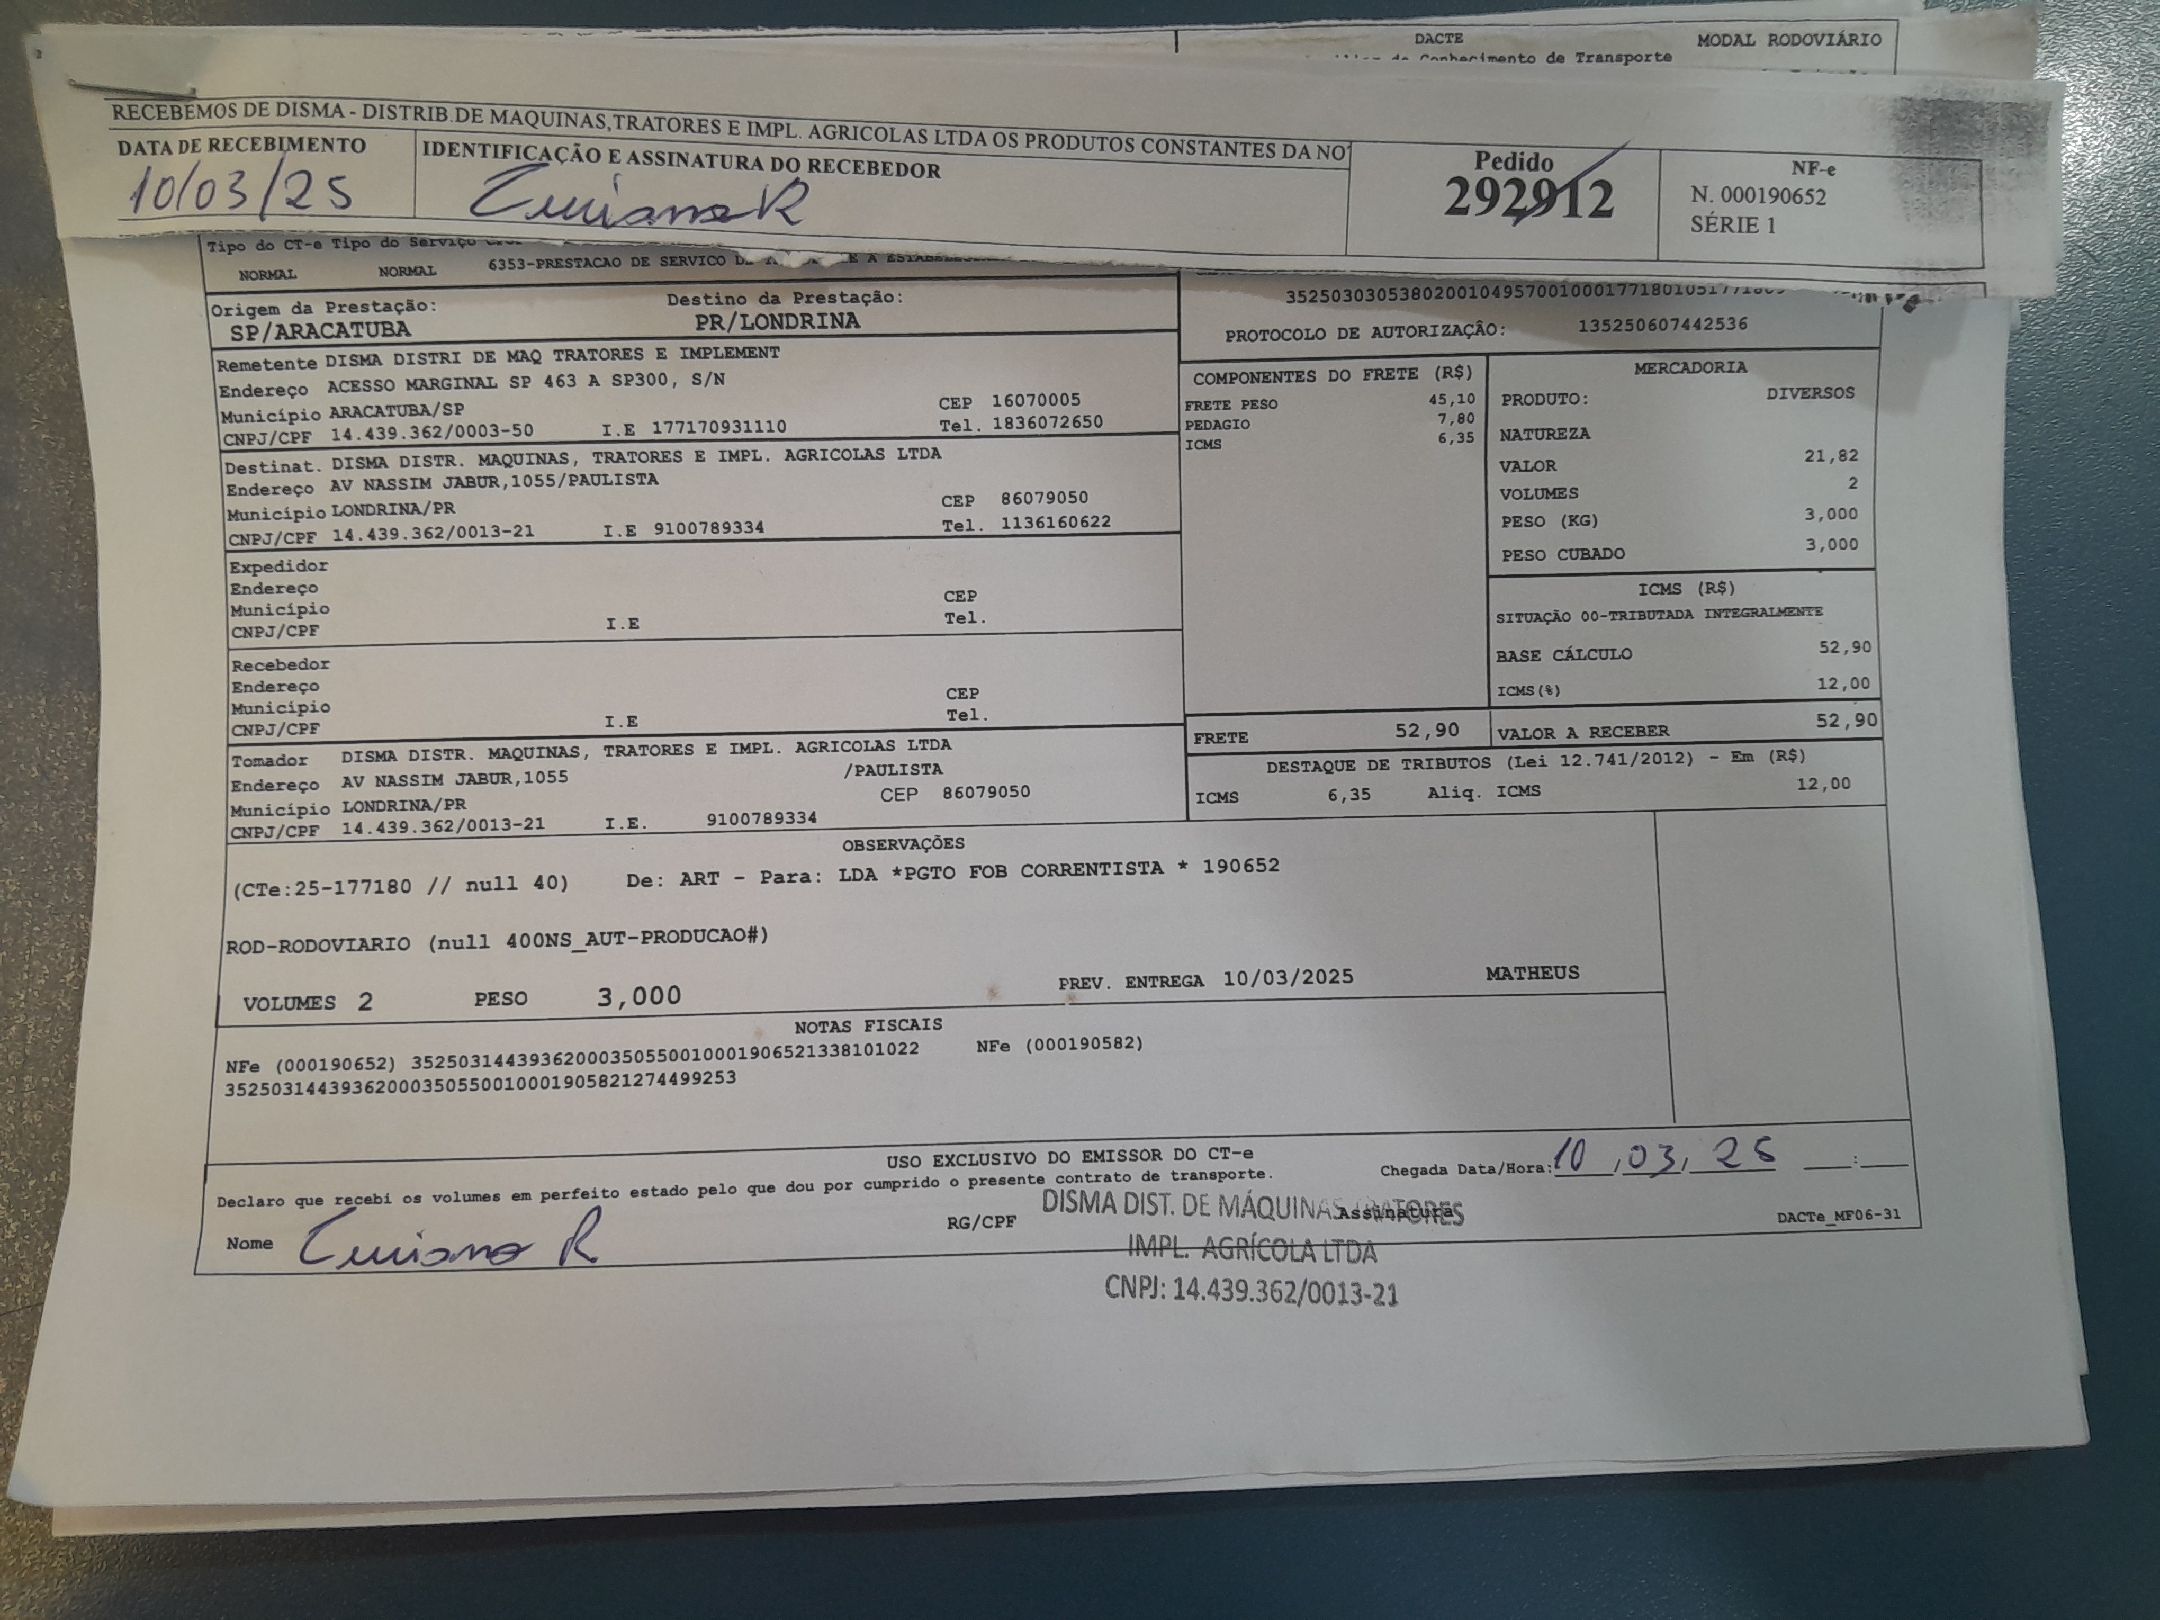 DACTE
MODAL RODOVIÁRIO
de Conhecimento de Transporte
RECEBEMOS DE DISMA - DISTRIB.DE MAQUINAS,TRATORES E IMPL. AGRICOLAS LTDA OS PRODUTOS CONSTANTES DA
DATA DE RECEBIMENTO
10/03/25
IDENTIFICAÇÃO E ASSINATURA DO RECEBEDOR
Pedido
292912
NF-e
N. 000190652
SÉRIE 1
Tipo do CT-e Tipo do Serviço
NORMAL NORMAL 6353-PRESTACAO DE SERVICO
Origem da Prestação: Destino da Prestação:
SP/ARACATUBA PR/LONDRINA
PROTOCOLO DE AUTORIZAÇÃO: 135250607442536
Remetente DISMA DISTRI DE MAQ TRATORES E IMPLEMENT
Endereço ACESSO MARGINAL SP 463 A SP300, S/N
Município ARACATUBA/SP CEP 16070005
CNPJ/CPF 14.439.362/0003-50 I.E 177170931110 Tel. 1836072650
Destinat. DISMA DISTR. MAQUINAS, TRATORES E IMPL. AGRICOLAS LTDA
Endereço AV NASSIM JABUR,1055/PAULISTA
Município LONDRINA/PR CEP 86079050
CNPJ/CPF 14.439.362/0013-21 I.E 9100789334 Tel. 1136160622
Expedidor
Endereço
Município CEP
CNPJ/CPF I.E Tel.
Recebedor
Endereço
Município CEP
CNPJ/CPF I.E Tel.
Tomador DISMA DISTR. MAQUINAS, TRATORES E IMPL. AGRICOLAS LTDA
Endereço AV NASSIM JABUR,1055 /PAULISTA
Município LONDRINA/PR CEP 86079050
CNPJ/CPF 14.439.362/0013-21 I.E. 9100789334
COMPONENTES DO FRETE (R$)
FRETE PESO 45,10
PEDAGIO 7,80
ICMS 6,35
MERCADORIA
PRODUTO: DIVERSOS
NATUREZA
VALOR 21,82
VOLUMES 2
PESO (KG) 3,000
PESO CUBADO 3,000
ICMS (R$)
SITUAÇÃO 00-TRIBUTADA INTEGRALMENTE
BASE CÁLCULO 52,90
ICMS(%) 12,00
FRETE 52,90 VALOR A RECEBER 52,90
DESTAQUE DE TRIBUTOS (Lei 12.741/2012) - Em (R$)
ICMS 6,35 Aliq. ICMS 12,00
OBSERVAÇÕES
(CTe:25-177180 // null 40) De: ART - Para: LDA *PGTO FOB CORRENTISTA * 190652
ROD-RODOVIARIO (null 400NS_AUT-PRODUCAO#)
VOLUMES 2 PESO 3,000 PREV. ENTREGA 10/03/2025 MATHEUS
NOTAS FISCAIS
NFe (000190652) 35250314439362000350550010001906521338101022 NFe (000190582)
35250314439362000350550010001905821274499253
USO EXCLUSIVO DO EMISSOR DO CT-e
Declaro que recebi os volumes em perfeito estado pelo que dou por cumprido o presente contrato de transporte.
Chegada Data/Hora: 10 , 03, 25 :
Nome
RG/CPF
Assinatura
DACTe_MF06-31
DISMA DIST. DE MÁQUINAS TRATORES
IMPL. AGRÍCOLA LTDA
CNPJ: 14.439.362/0013-21